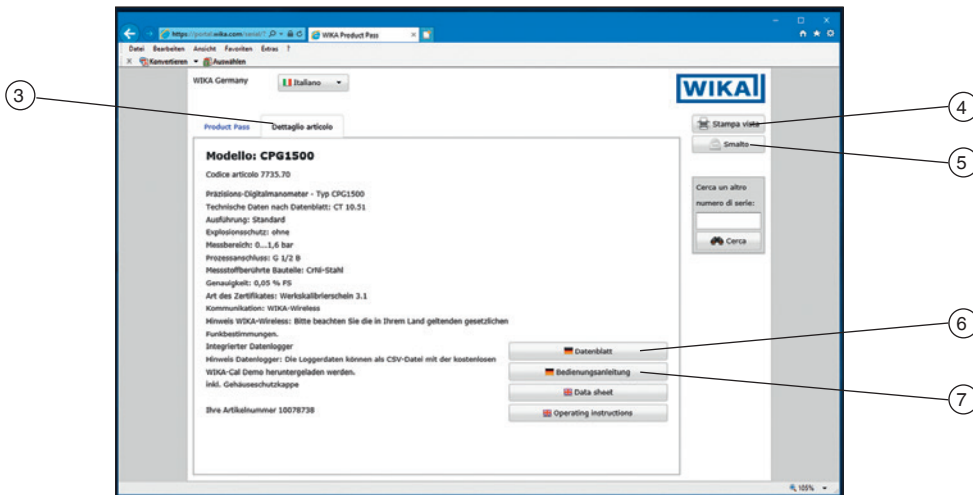 https://portal.wika.com/serial/?
WIKA Product Pass
Datei Bearbeiten Ansicht Favoriten Extras ?
X Konvertieren Auswählen
WIKA Germany
Italiano
WIKA
3
4
5
6
7
Product Pass
Dettaglio articolo
Stampa vista
Smalto
Modello: CPG1500
Codice articolo 7735.70
Präzisions-Digitalmanometer - Typ CPG1500
Technische Daten nach Datenblatt: CT 10.51
Ausführung: Standard
Explosionsschutz: ohne
Messbereich: 0...1,6 bar
Prozessanschluss: G 1/2 B
Messstoffberührte Bauteile: CrNi-Stahl
Genauigkeit: 0,05 % FS
Art des Zertifikates: Werkskalibrierschein 3.1
Kommunikation: WIKA-Wireless
Hinweis WIKA-Wireless: Bitte beachten Sie die in Ihrem Land geltenden gesetzlichen
Funkbestimmungen.
Integrierter Datenlogger
Hinweis Datenlogger: Die Loggerdaten können als CSV-Datei mit der kostenlosen
WIKA-Cal Demo heruntergeladen werden.
inkl. Gehäuseschutzkappe
Ihre Artikelnummer 10078738
Cerca un altro
numero di serie:
Cerca
Datenblatt
Bedienungsanleitung
Data sheet
Operating instructions
105%